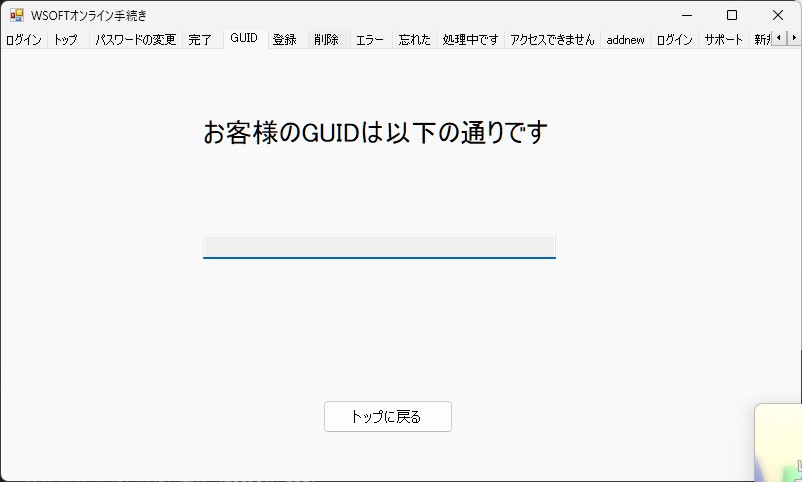 WSOFTオンライン手続き
ログイン トップ パスワードの変更 完了 GUID 登録 削除 エラー 忘れた 処理中です アクセスできません addnew ログイン サポート
お客様のGUIDは以下の通りです
トップに戻る